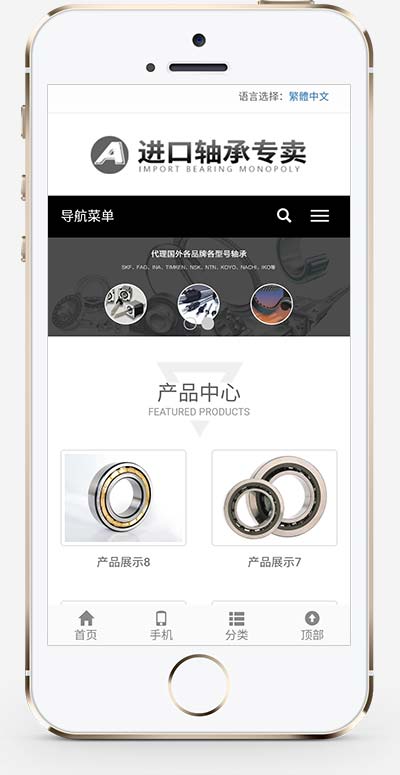 语言选择：繁體中文
A 进口轴承专卖
IMPORT BEARING MONOPOLY
导航菜单
代理国外各品牌各型号轴承
SKF、FAG、INA、TIMKEN、NSK、NTN、KOYO、NACHI、IKO等
产品中心
FEATURED PRODUCTS
产品展示8 产品展示7
首页 手机 分类 顶部